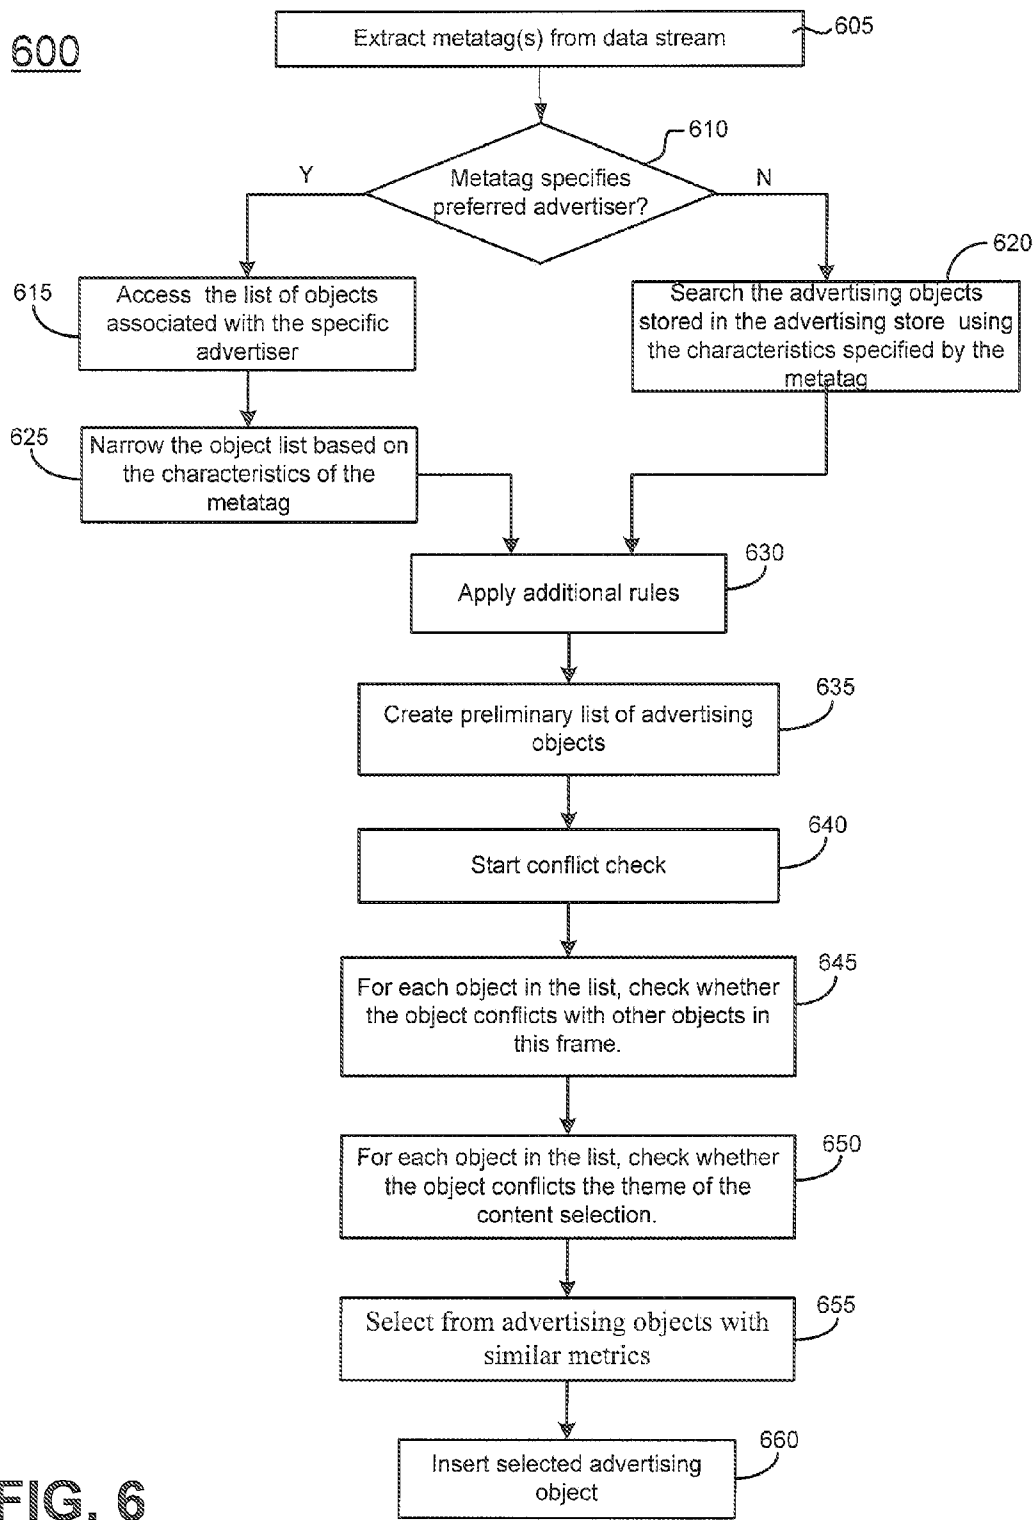 600
Extract metatag(s) from data stream
605
610
Metatag specifies
preferred advertiser?
Y
N
615
Access the list of objects
associated with the specific
advertiser
620
Search the advertising objects
stored in the advertising store using
the characteristics specified by the
metatag
625
Narrow the object list based on
the characteristics of the
metatag
630
Apply additional rules
635
Create preliminary list of advertising
objects
640
Start conflict check
645
For each object in the list, check whether
the object conflicts with other objects in
this frame.
650
For each object in the list, check whether
the object conflicts the theme of the
content selection.
655
Select from advertising objects with
similar metrics
660
Insert selected advertising
object
FIG. 6